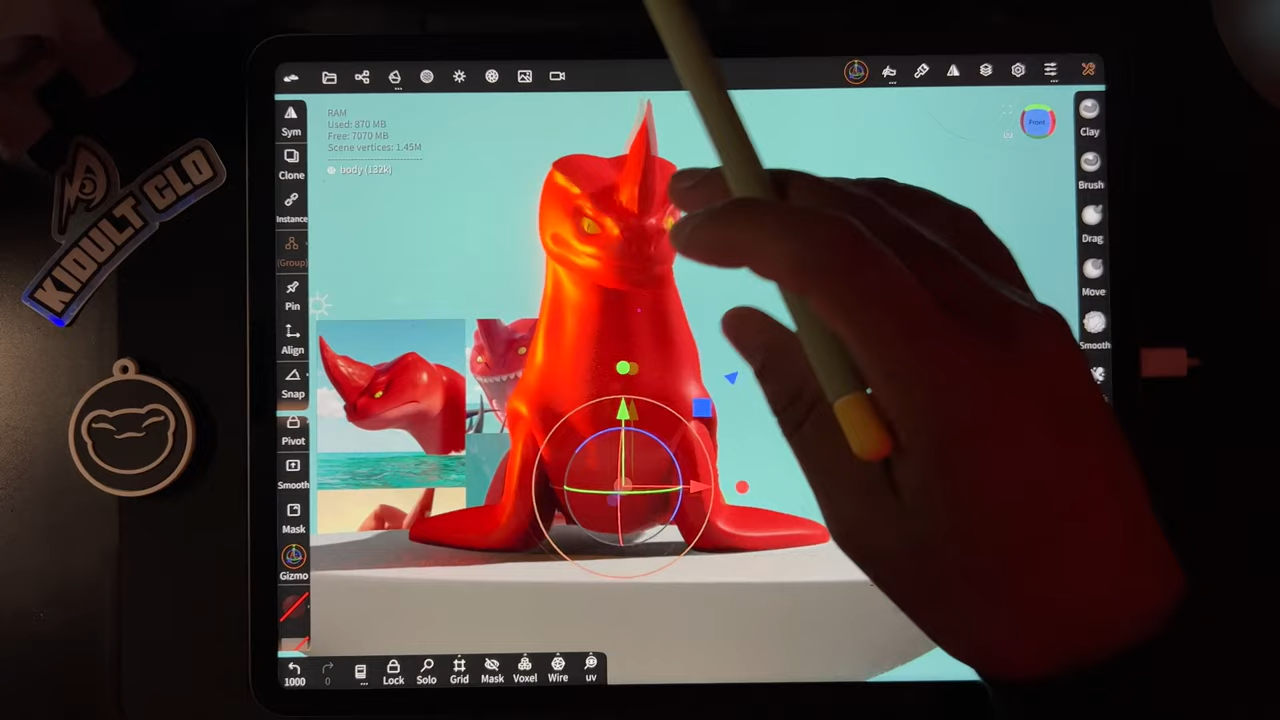 RAM
Used: 870 MB
Free: 7070 MB
Scene vertices: 1.45M
body (132k)
Front
Sym
Clone
Instance
(Group)
Pin
Align
Snap
Pivot
Smooth
Mask
Gizmo
Clay
Brush
Drag
Move
Smooth
1000
0
Lock
Solo
Grid
Mask
Voxel
Wire
uv
KIDULT CLO